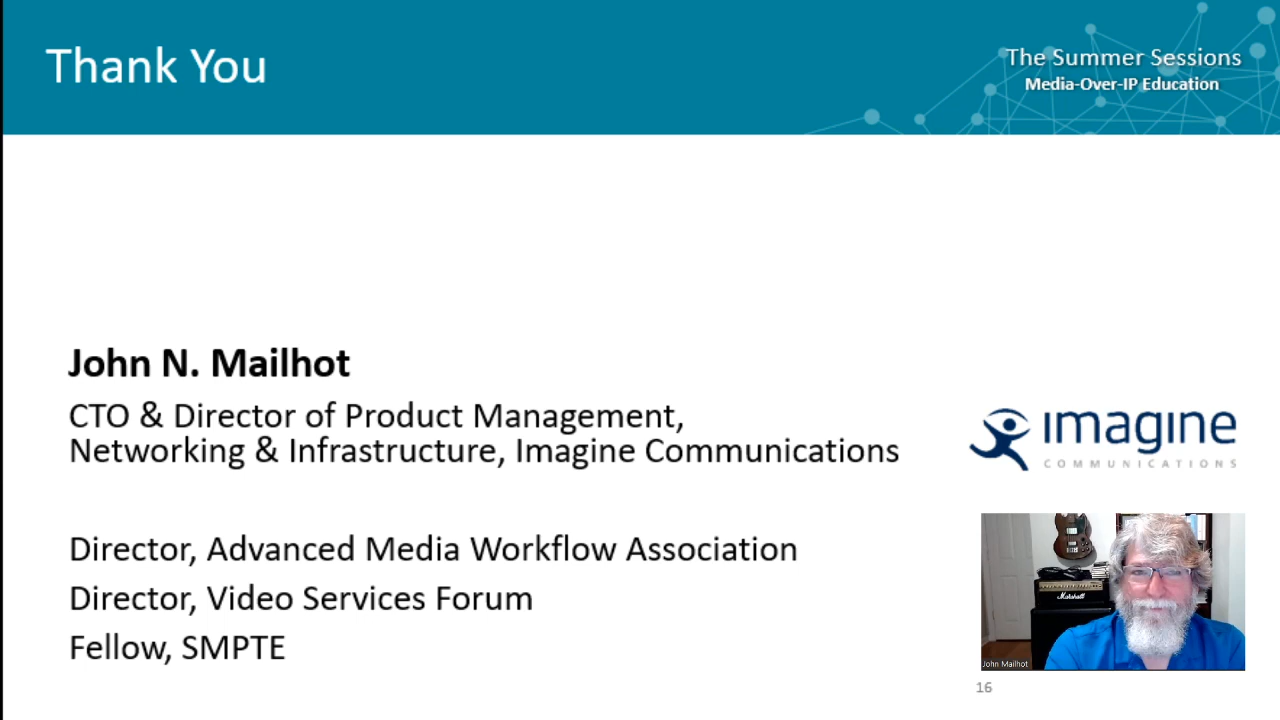 Thank You
The Summer Sessions
Media-Over-IP Education
John N. Mailhot
CTO & Director of Product Management,
Networking & Infrastructure, Imagine Communications
imagine
COMMUNICATIONS
Director, Advanced Media Workflow Association
Director, Video Services Forum
Fellow, SMPTE
Marshall
John Mailhot
16